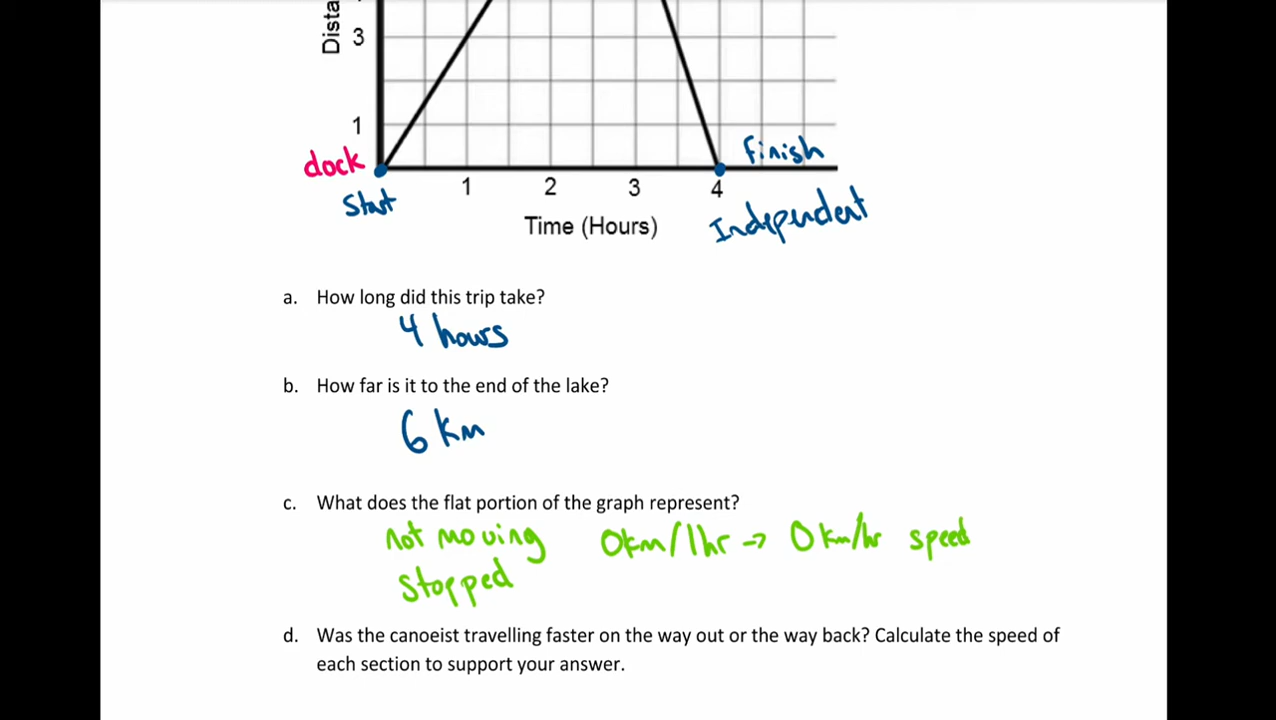 Dista
3
1
dock
Start
finish
1 2 3 4
Time (Hours)
Independent
a. How long did this trip take?
4 hours
b. How far is it to the end of the lake?
6 km
c. What does the flat portion of the graph represent?
not moving 0km/1hr → 0 km/hr speed
stopped
d. Was the canoeist travelling faster on the way out or the way back? Calculate the speed of
each section to support your answer.